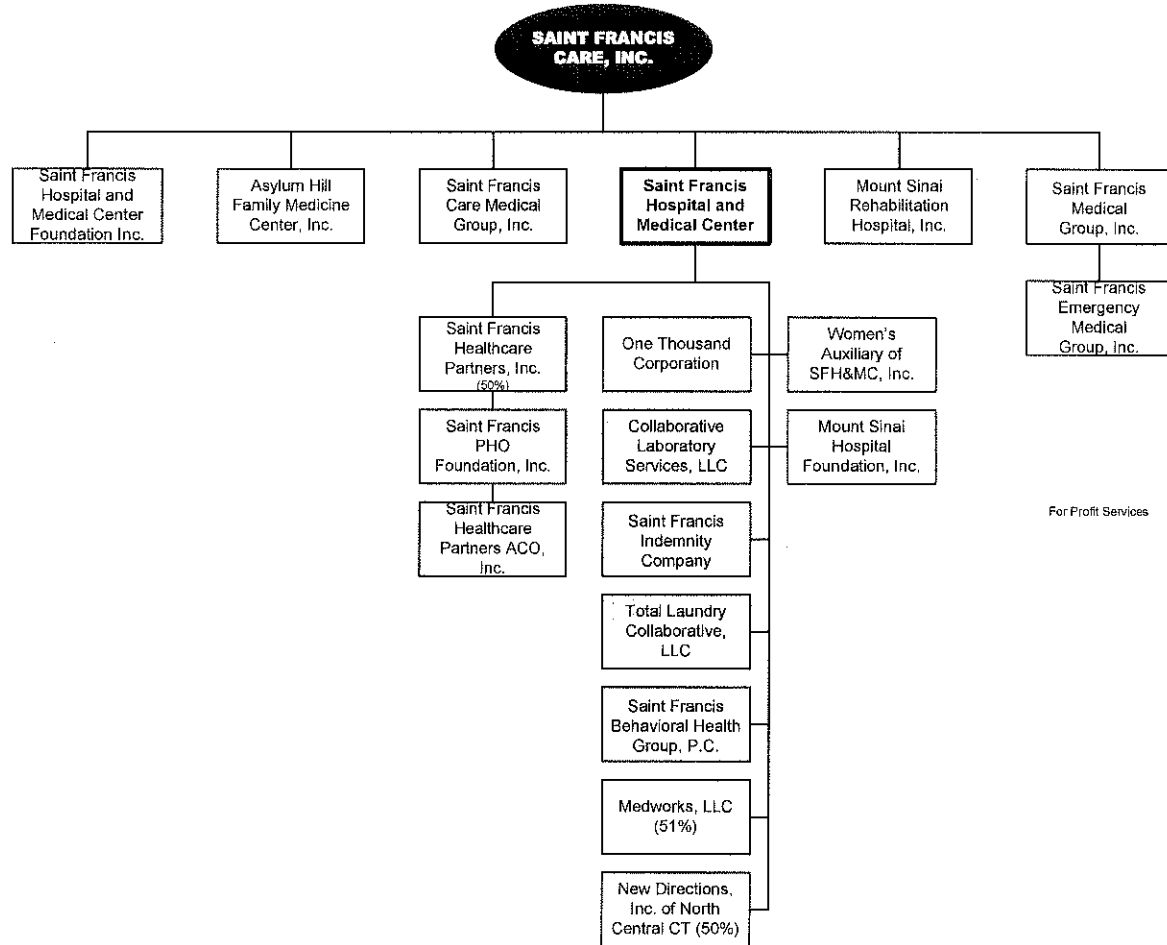 SAINT FRANCIS
CARE, INC.
Saint Francis
Hospital and
Medical Center
Foundation Inc.
Asylum Hill
Family Medicine
Center, Inc.
Saint Francis
Care Medical
Group, Inc.
Saint Francis
Hospital and
Medical Center
Mount Sinai
Rehabilitation
Hospital, Inc.
Saint Francis
Medical
Group, Inc.
Saint Francis
Emergency
Medical
Group, Inc.
Saint Francis
Healthcare
Partners, Inc.
(50%)
One Thousand
Corporation
Women's
Auxiliary of
SFH&MC, Inc.
Saint Francis
PHO
Foundation, Inc.
Collaborative
Laboratory
Services, LLC
Mount Sinai
Hospital
Foundation, Inc.
Saint Francis
Healthcare
Partners ACO,
Inc.
Saint Francis
Indemnity
Company
For Profit Services
Total Laundry
Collaborative,
LLC
Saint Francis
Behavioral Health
Group, P.C.
Medworks, LLC
(51%)
New Directions,
Inc. of North
Central CT (50%)